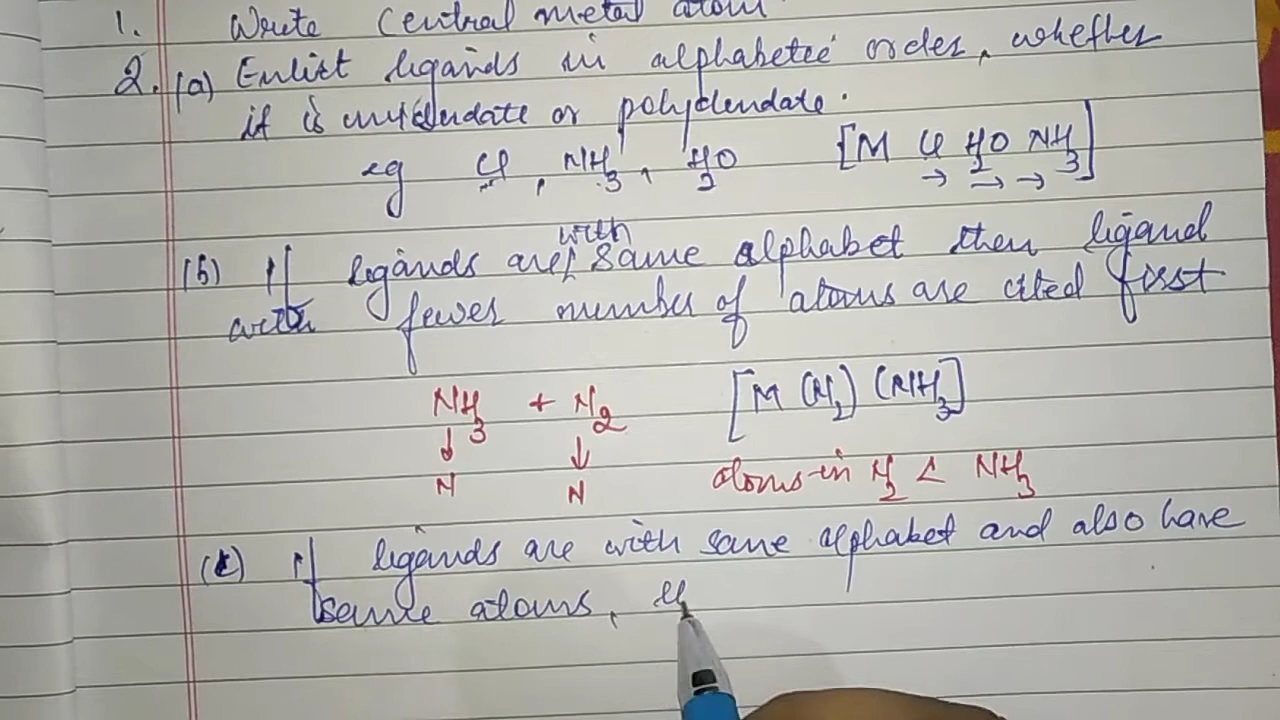 1. Write Central metal atom
2. (a) Enlist ligands in alphabetic order, whether
it is unidendate or polydendate.
eg Cl, NH3, H2O [M Cl H2O NH3]
→ → →
with
(b) If ligands are same alphabet then ligand
with fewer number of atoms are cited first
NH3 + N2 [M (N2) (NH3]
↓ ↓
N N atoms in N2 < NH3
(c) If ligands are with same alphabet and also have
same atoms,